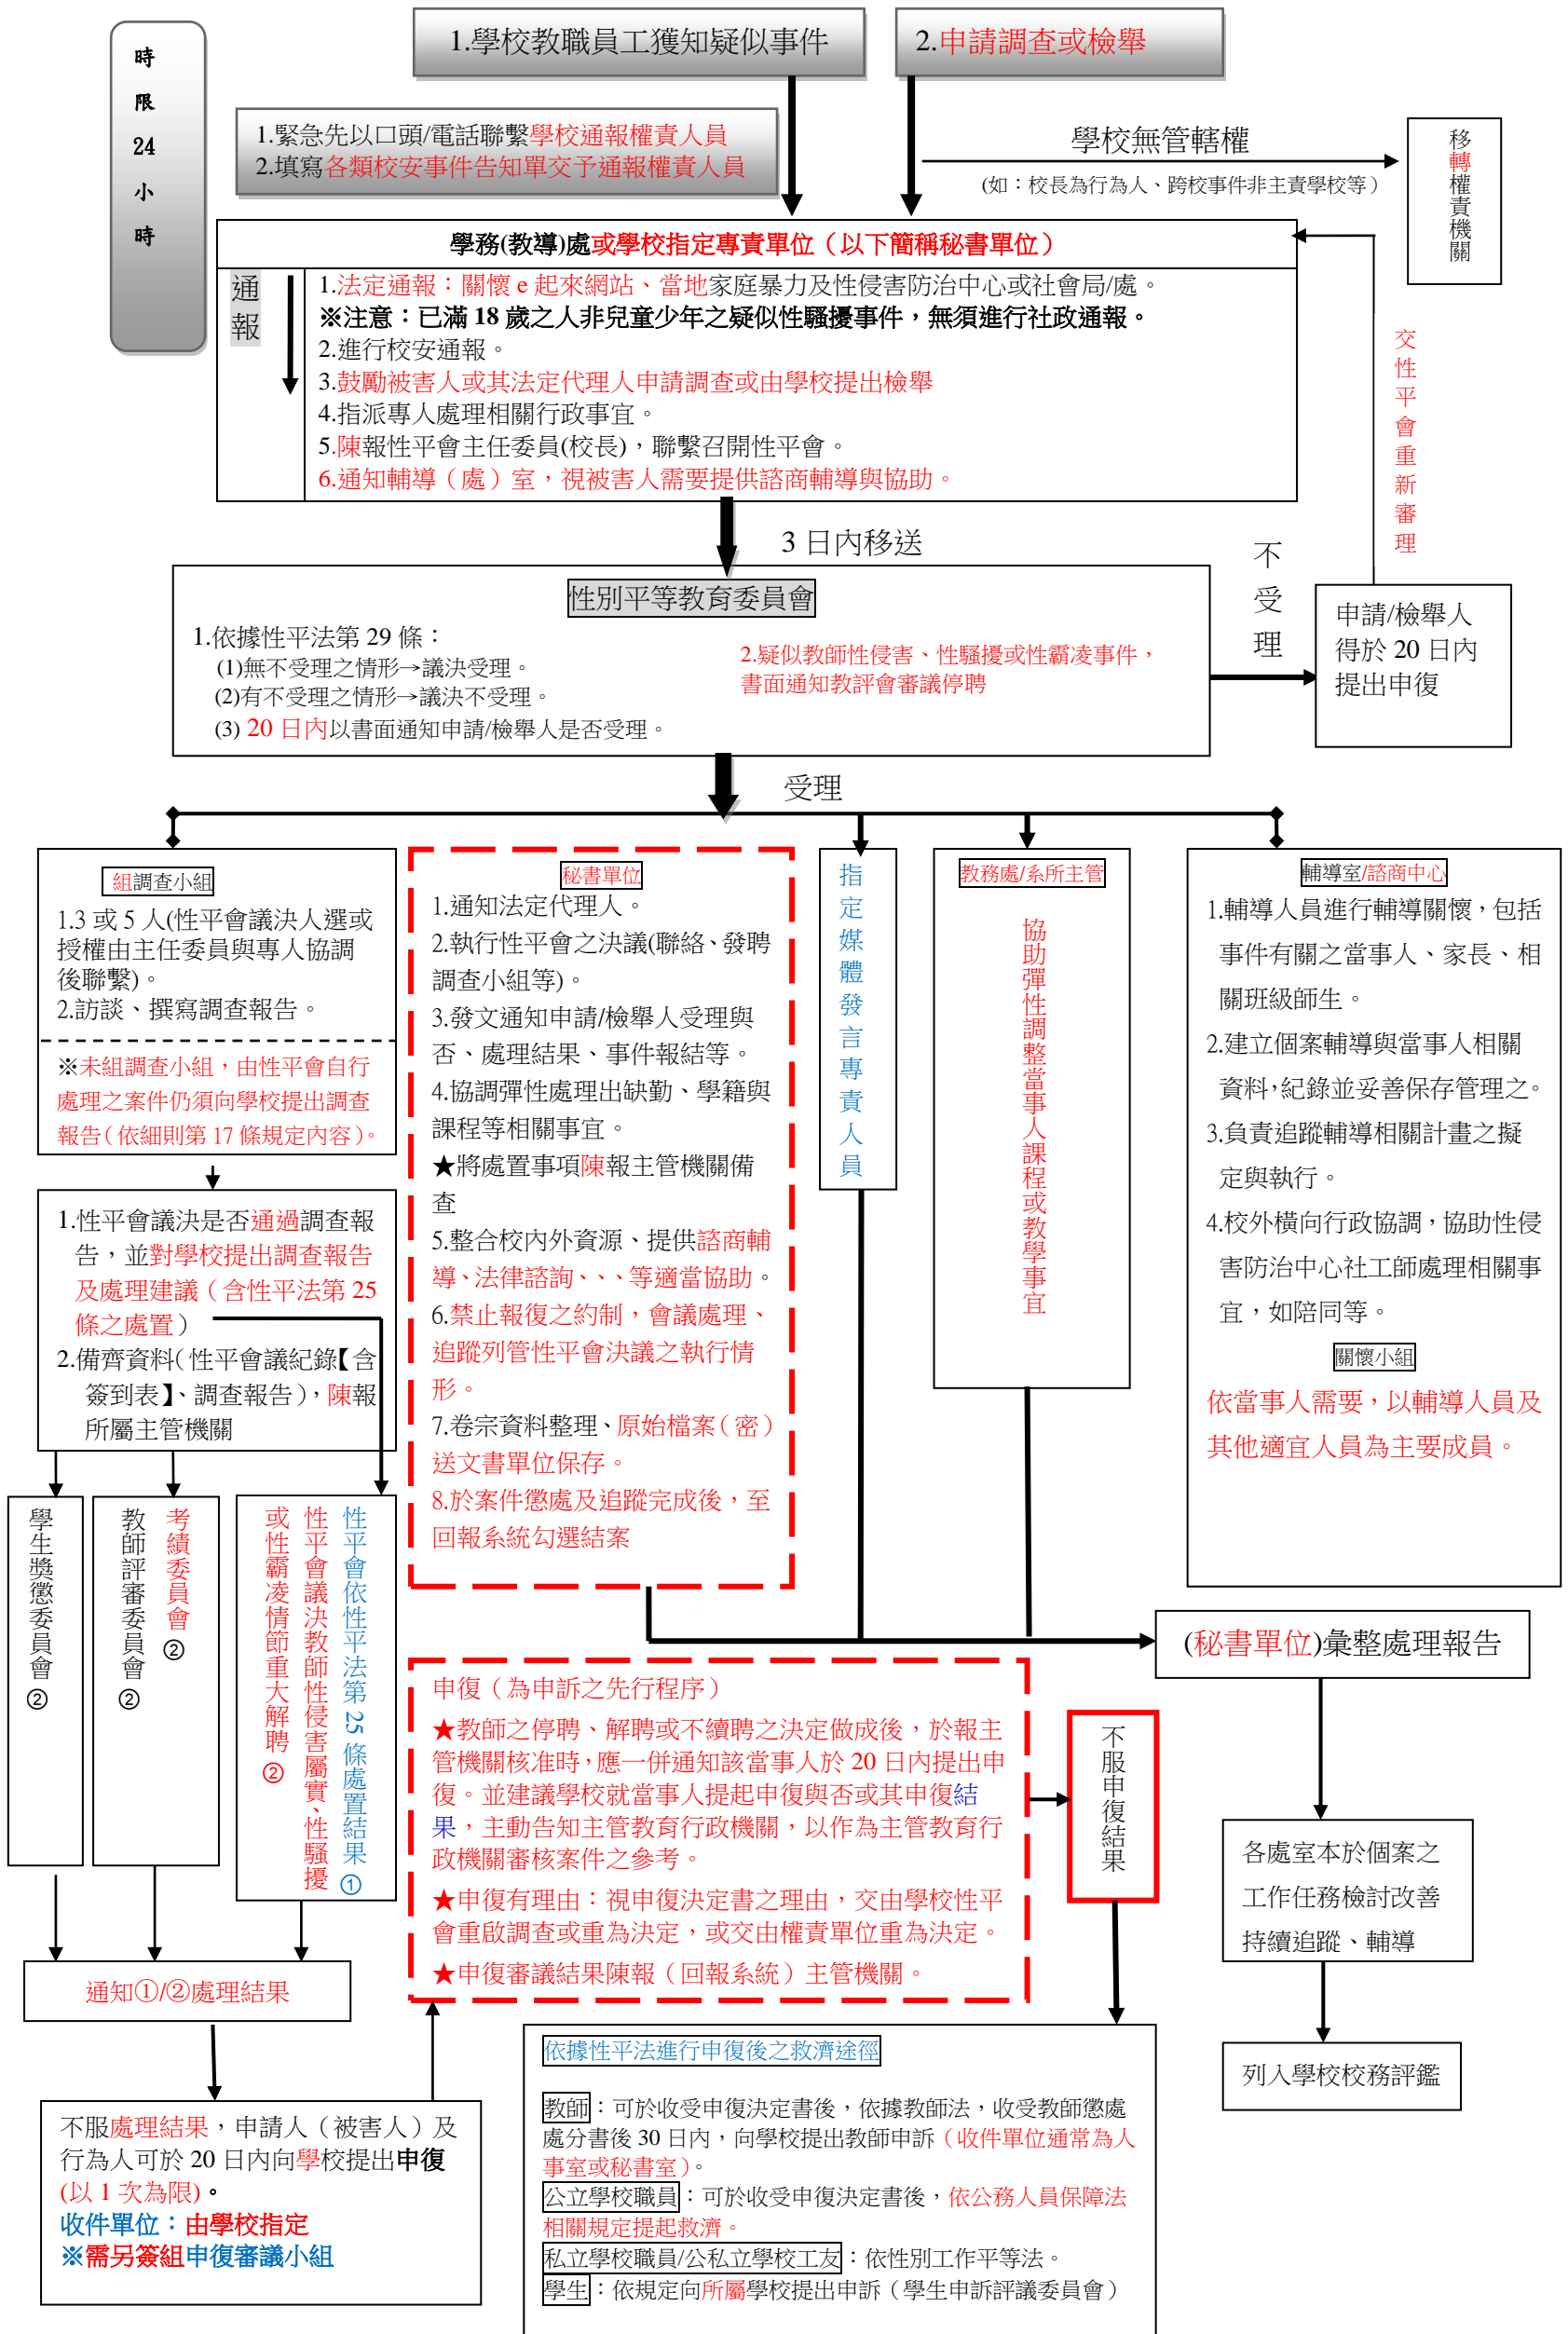 時
限
24
小
時
1.學校教職員工獲知疑似事件
2.申請調查或檢舉
1.緊急先以口頭/電話聯繫學校通報權責人員
2.填寫各類校安事件告知單交予通報權責人員
學校無管轄權
(如：校長為行為人、跨校事件非主責學校等）
移轉權責機關
學務(教導)處或學校指定專責單位（以下簡稱秘書單位）
通報
1.法定通報：關懷 e 起來網站、當地家庭暴力及性侵害防治中心或社會局/處。
※注意：已滿 18 歲之人非兒童少年之疑似性騷擾事件，無須進行社政通報。
2.進行校安通報。
3.鼓勵被害人或其法定代理人申請調查或由學校提出檢舉
4.指派專人處理相關行政事宜。
5.陳報性平會主任委員(校長)，聯繫召開性平會。
6.通知輔導（處）室，視被害人需要提供諮商輔導與協助。
交性平會重新審理
3 日內移送
性別平等教育委員會
1.依據性平法第 29 條：
(1)無不受理之情形→議決受理。
(2)有不受理之情形→議決不受理。
(3) 20 日內以書面通知申請/檢舉人是否受理。
2.疑似教師性侵害、性騷擾或性霸凌事件，
書面通知教評會審議停聘
不受理
申請/檢舉人
得於 20 日內
提出申復
受理
組調查小組
1.3 或 5 人(性平會議決人選或
授權由主任委員與專人協調
後聯繫)。
2.訪談、撰寫調查報告。
※未組調查小組，由性平會自行
處理之案件仍須向學校提出調查
報告（依細則第 17 條規定內容）。
秘書單位
1.通知法定代理人。
2.執行性平會之決議(聯絡、發聘
調查小組等)。
3.發文通知申請/檢舉人受理與
否、處理結果、事件報結等。
4.協調彈性處理出缺勤、學籍與
課程等相關事宜。
★將處置事項陳報主管機關備
查
5.整合校內外資源、提供諮商輔
導、法律諮詢、、、等適當協助。
6.禁止報復之約制，會議處理、
追蹤列管性平會決議之執行情
形。
7.卷宗資料整理、原始檔案（密）
送文書單位保存。
8.於案件懲處及追蹤完成後，至
回報系統勾選結案
指定媒體發言專責人員
教務處/系所主管
協助彈性調整當事人課程或教學事宜
輔導室/諮商中心
1.輔導人員進行輔導關懷，包括
事件有關之當事人、家長、相
關班級師生。
2.建立個案輔導與當事人相關
資料，紀錄並妥善保存管理之。
3.負責追蹤輔導相關計畫之擬
定與執行。
4.校外橫向行政協調，協助性侵
害防治中心社工師處理相關事
宜，如陪同等。
關懷小組
依當事人需要，以輔導人員及
其他適宜人員為主要成員。
1.性平會議決是否通過調查報
告，並對學校提出調查報告
及處理建議（含性平法第 25
條之處置）
2.備齊資料（性平會議紀錄【含
簽到表】、調查報告），陳報
所屬主管機關
學生獎懲委員會②
考績委員會②
教師評審委員會②
性平會依性平法第 25 條處置結果①
性平會議決教師性侵害屬實、性騷擾
或性霸凌情節重大解聘②
(秘書單位)彙整處理報告
申復（為申訴之先行程序）
★教師之停聘、解聘或不續聘之決定做成後，於報主
管機關核准時，應一併通知該當事人於 20 日內提出申
復。並建議學校就當事人提起申復與否或其申復結
果，主動告知主管教育行政機關，以作為主管教育行
政機關審核案件之參考。
★申復有理由：視申復決定書之理由，交由學校性平
會重啟調查或重為決定，或交由權責單位重為決定。
★申復審議結果陳報（回報系統）主管機關。
不服申復結果
各處室本於個案之
工作任務檢討改善
持續追蹤、輔導
通知①/②處理結果
列入學校校務評鑑
不服處理結果，申請人（被害人）及
行為人可於 20 日內向學校提出申復
(以 1 次為限)。
收件單位：由學校指定
※需另簽組申復審議小組
依據性平法進行申復後之救濟途徑
教師：可於收受申復決定書後，依據教師法，收受教師懲處
處分書後 30 日內，向學校提出教師申訴（收件單位通常為人
事室或秘書室）。
公立學校職員：可於收受申復決定書後，依公務人員保障法
相關規定提起救濟。
私立學校職員/公私立學校工友：依性別工作平等法。
學生：依規定向所屬學校提出申訴（學生申訴評議委員會）